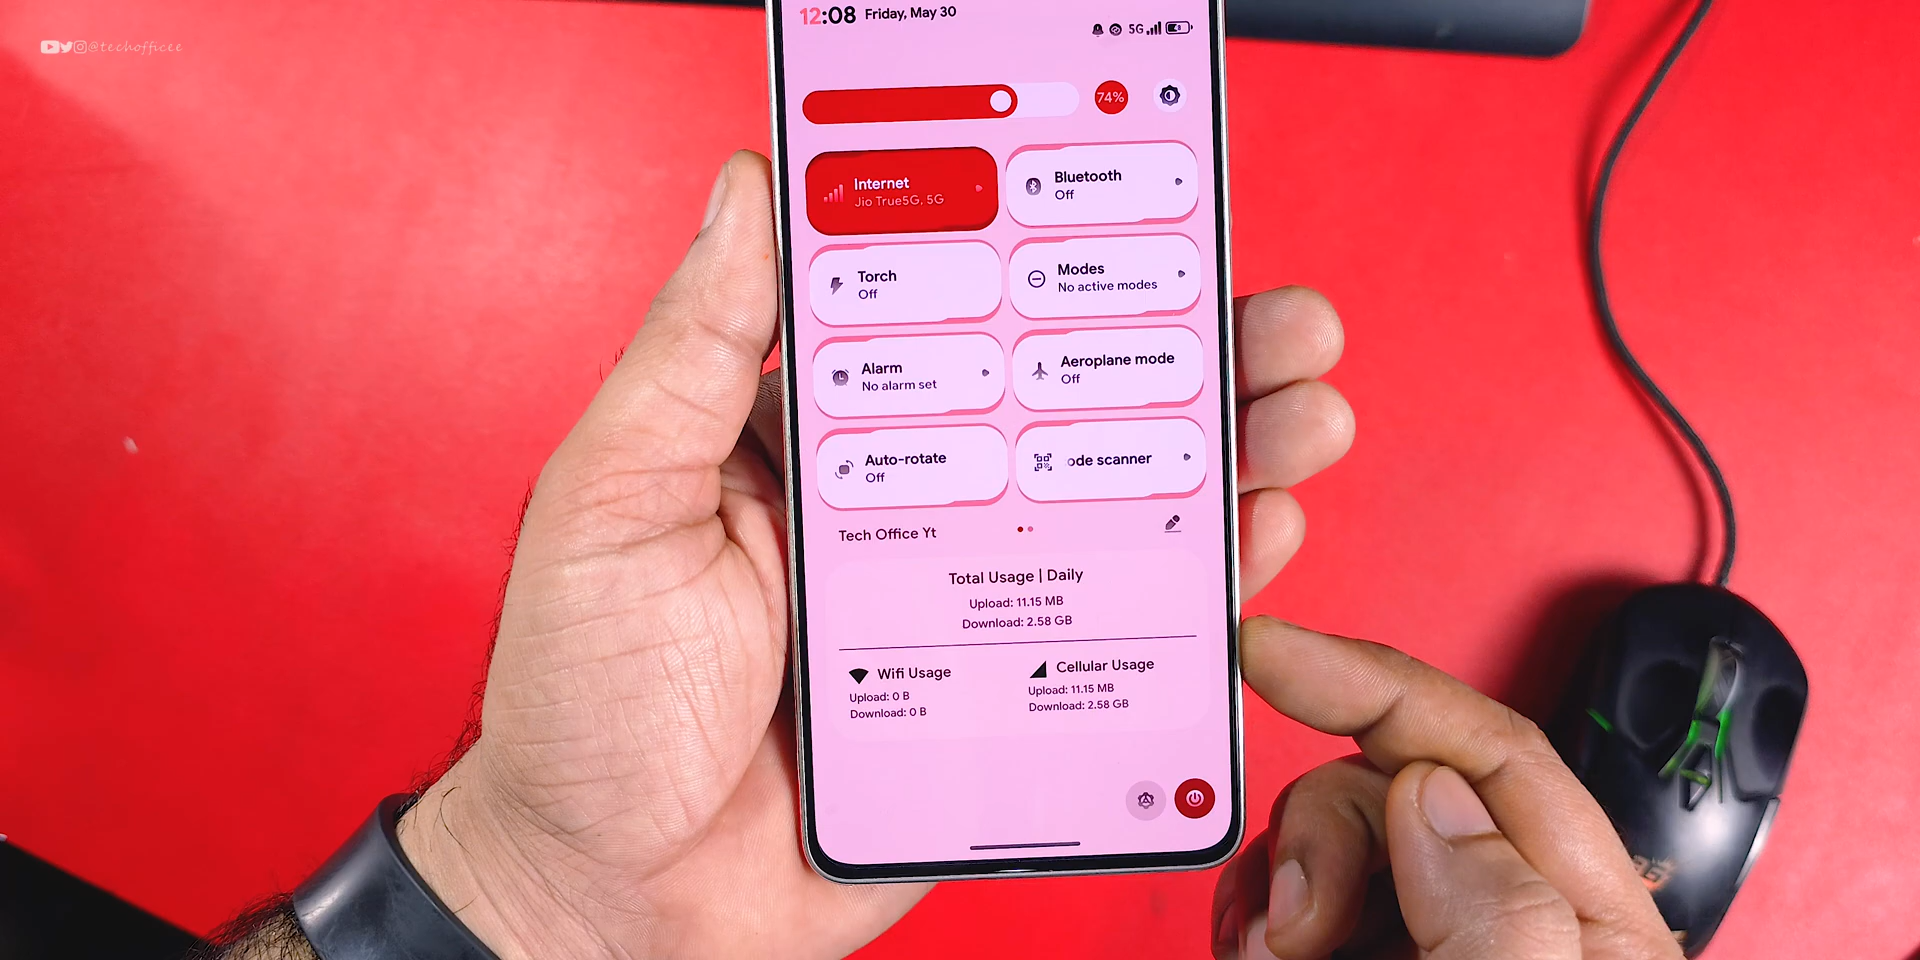 @techofficee
12:08 Friday, May 30
5G
74%
Internet
Jio True5G, 5G
Bluetooth
Off
Torch
Off
Modes
No active modes
Alarm
No alarm set
Aeroplane mode
Off
Auto-rotate
Off
ode scanner
Tech Office Yt
Total Usage | Daily
Upload: 11.15 MB
Download: 2.58 GB
Wifi Usage
Upload: 0 B
Download: 0 B
Cellular Usage
Upload: 11.15 MB
Download: 2.58 GB